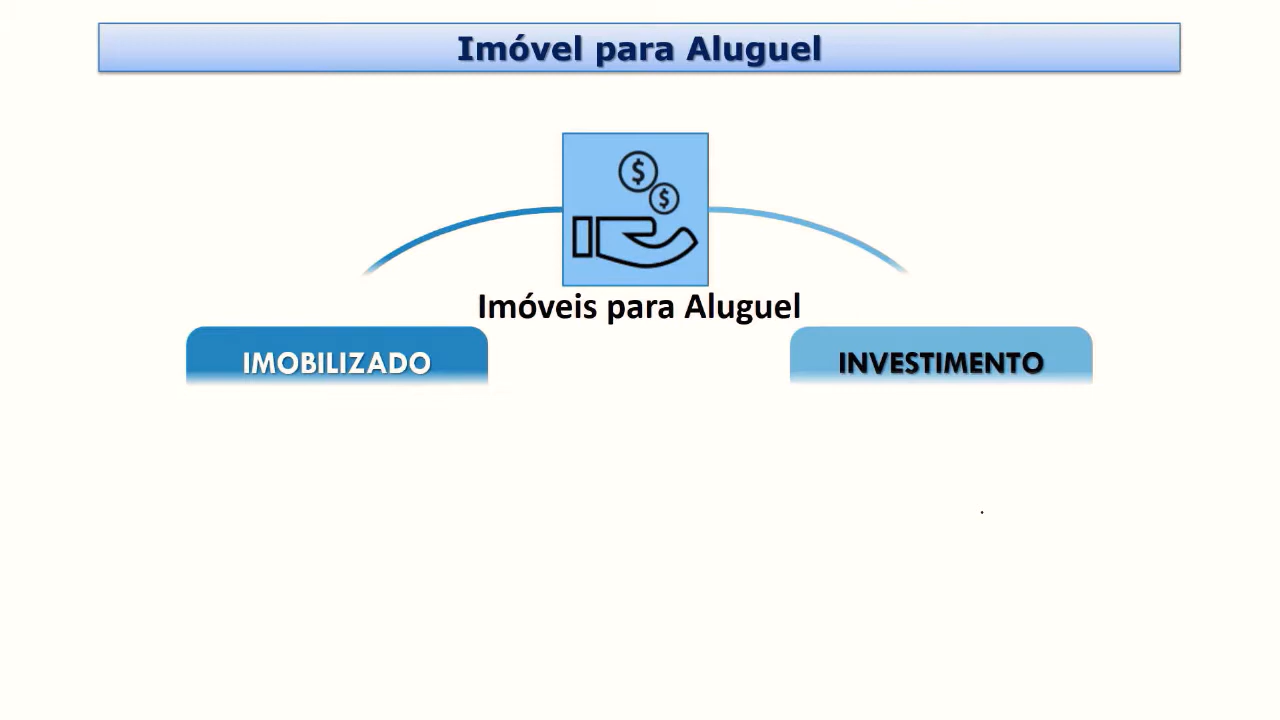 Imóvel para Aluguel
$
$
Imóveis para Aluguel
IMOBILIZADO
INVESTIMENTO